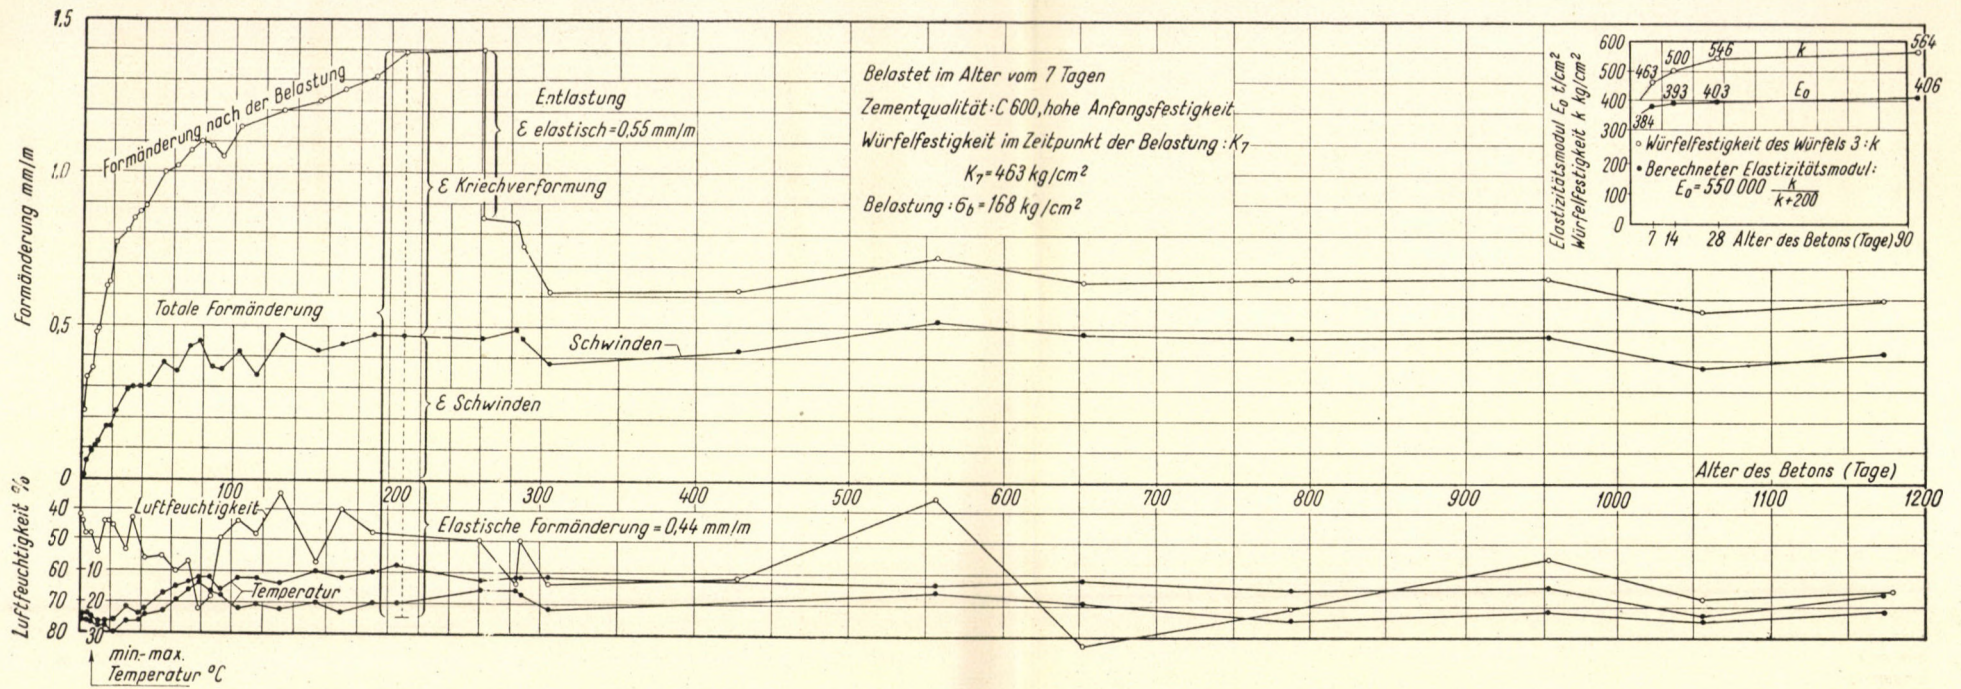 1,5
1,0
0,5
0
Formänderung mm/m
Formänderung nach der Belastung
Entlastung
ε elastisch = 0,55 mm/m
ε Kriechverformung
Totale Formänderung
Schwinden
ε Schwinden
Belastet im Alter vom 7 Tagen
Zementqualität: C 600, hohe Anfangsfestigkeit
Würfelfestigkeit im Zeitpunkt der Belastung: K7
K7 = 463 kg/cm²
Belastung: σb = 168 kg/cm²
Elastizitätsmodul E0 t/cm²
Würfelfestigkeit k kg/cm²
600
500
400
300
200
100
0
463 500 546 k 564
384 393 403 E0 406
○ Würfelfestigkeit des Würfels 3: k
• Berechneter Elastizitätsmodul:
E0 = 550 000 k / k+200
7 14 28 Alter des Betons (Tage) 90
Alter des Betons (Tage)
100 200 300 400 500 600 700 800 900 1000 1100 1200
Luftfeuchtigkeit %
40
50
60
70
80
10
20
30
Luftfeuchtigkeit
Elastische Formänderung = 0,44 mm/m
Temperatur
min.-max.
Temperatur °C